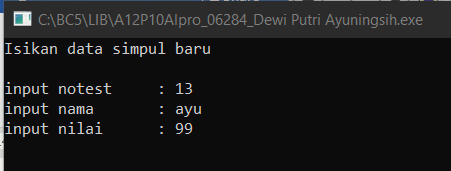 C:\BC5\LIB\A12P10Alpro_06284_Dewi Putri Ayuningsih.exe
Isikan data simpul baru
input notest : 13
input nama : ayu
input nilai : 99